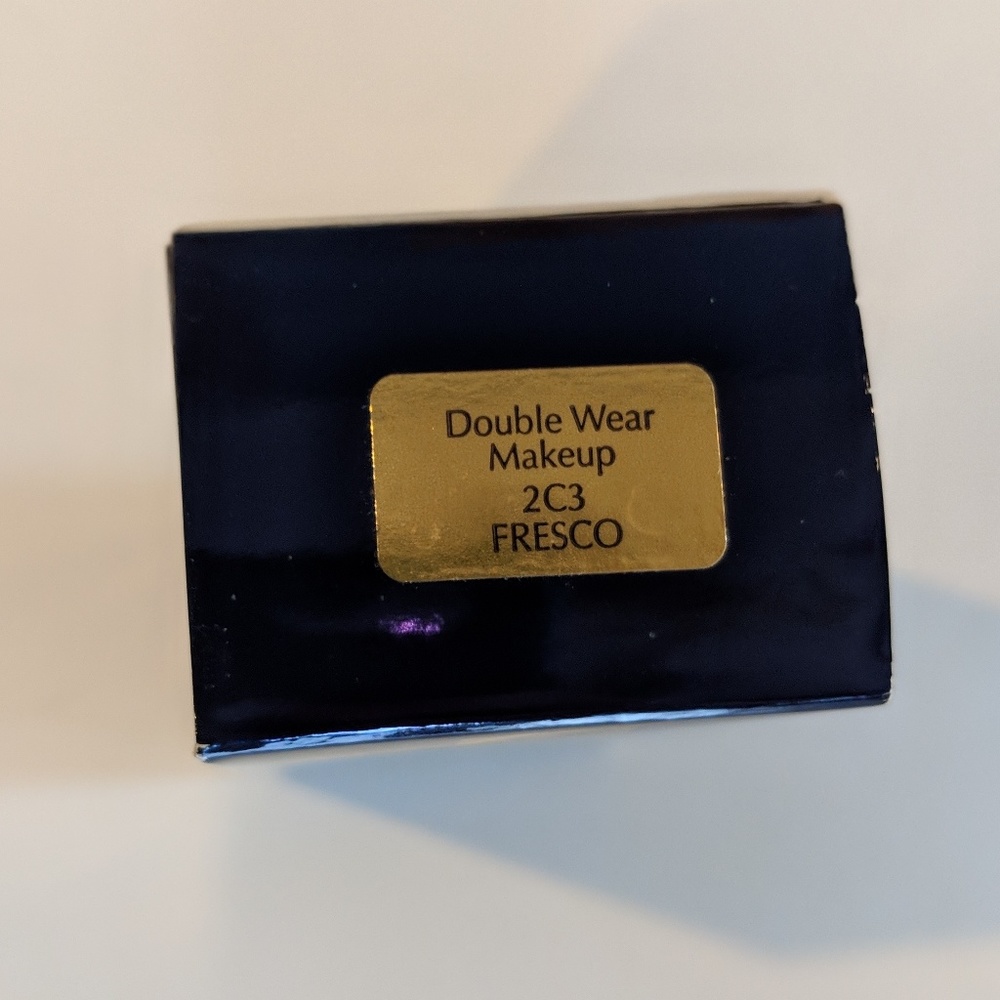 Double Wear
Makeup
2C3
FRESCO